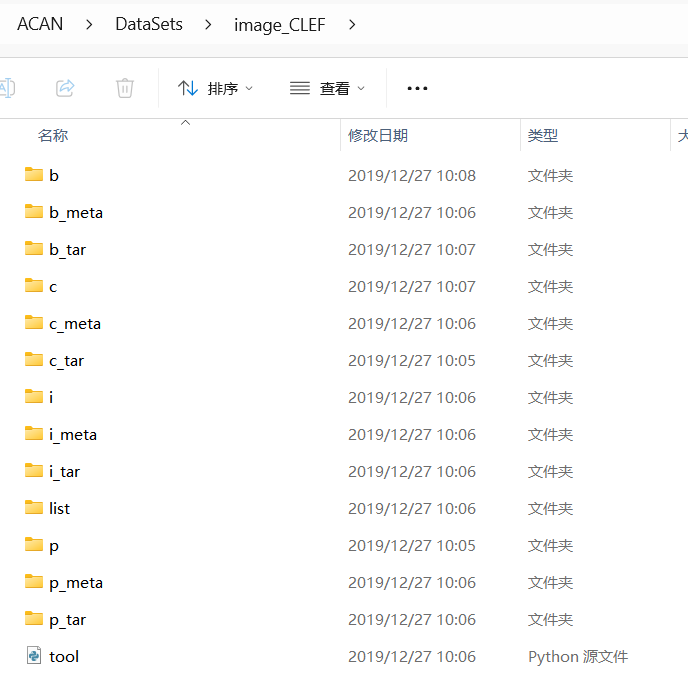 ACAN > DataSets > image_CLEF >
A 排序 查看 •••
名称 修改日期 类型
b 2019/12/27 10:08 文件夹
b_meta 2019/12/27 10:06 文件夹
b_tar 2019/12/27 10:07 文件夹
c 2019/12/27 10:07 文件夹
c_meta 2019/12/27 10:06 文件夹
c_tar 2019/12/27 10:05 文件夹
i 2019/12/27 10:06 文件夹
i_meta 2019/12/27 10:06 文件夹
i_tar 2019/12/27 10:06 文件夹
list 2019/12/27 10:06 文件夹
p 2019/12/27 10:05 文件夹
p_meta 2019/12/27 10:06 文件夹
p_tar 2019/12/27 10:06 文件夹
tool 2019/12/27 10:06 Python 源文件